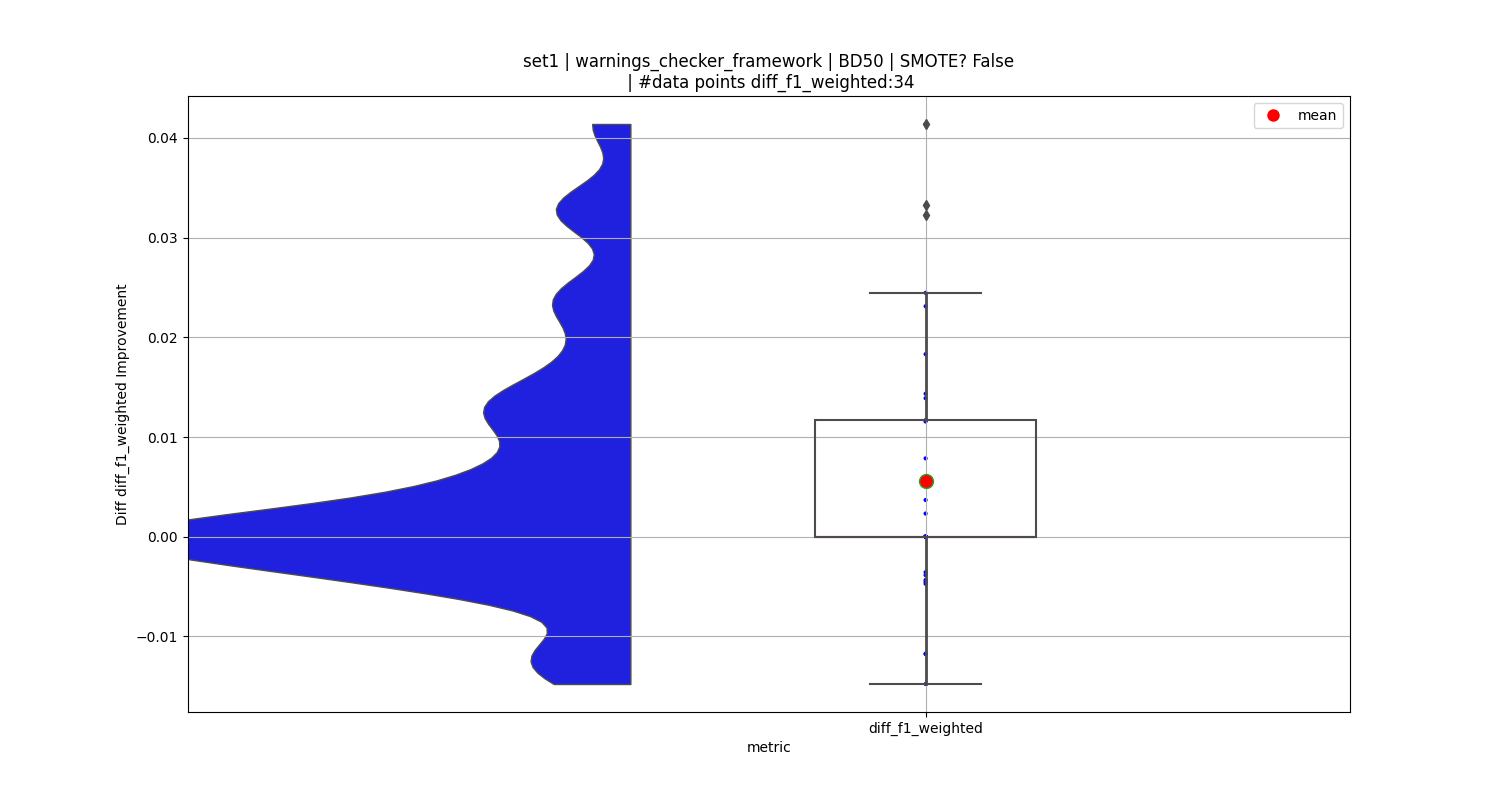 set1 | warnings_checker_framework | BD50 | SMOTE? False
| #data points diff_f1_weighted:34
mean
0.04
0.03
0.02
0.01
0.00
−0.01
Diff diff_f1_weighted Improvement
diff_f1_weighted
metric